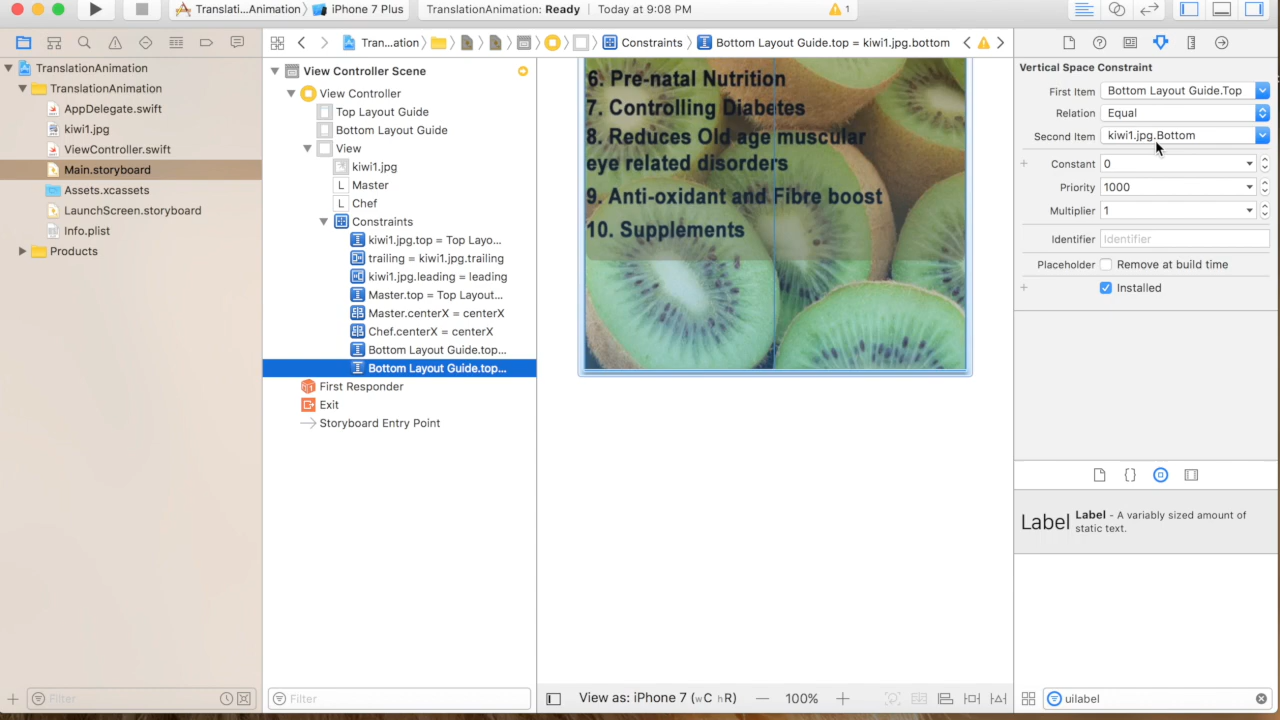 Translati...Animation
iPhone 7 Plus
TranslationAnimation: Ready
Today at 9:08 PM
1
Tran...ation
Constraints
Bottom Layout Guide.top = kiwi1.jpg.bottom
TranslationAnimation
TranslationAnimation
AppDelegate.swift
kiwi1.jpg
ViewController.swift
Main.storyboard
Assets.xcassets
LaunchScreen.storyboard
Info.plist
Products
Filter
View Controller Scene
View Controller
Top Layout Guide
Bottom Layout Guide
View
kiwi1.jpg
L Master
L Chef
Constraints
kiwi1.jpg.top = Top Layo...
trailing = kiwi1.jpg.trailing
kiwi1.jpg.leading = leading
Master.top = Top Layout...
Master.centerX = centerX
Chef.centerX = centerX
Bottom Layout Guide.top...
Bottom Layout Guide.top...
First Responder
Exit
Storyboard Entry Point
Filter
6. Pre-natal Nutrition
7. Controlling Diabetes
8. Reduces Old age muscular
eye related disorders
9. Anti-oxidant and Fibre boost
10. Supplements
View as: iPhone 7 (wC hR)
100%
Vertical Space Constraint
First Item Bottom Layout Guide.Top
Relation Equal
Second Item kiwi1.jpg.Bottom
Constant 0
Priority 1000
Multiplier 1
Identifier Identifier
Placeholder Remove at build time
Installed
Label
Label - A variably sized amount of
static text.
uilabel